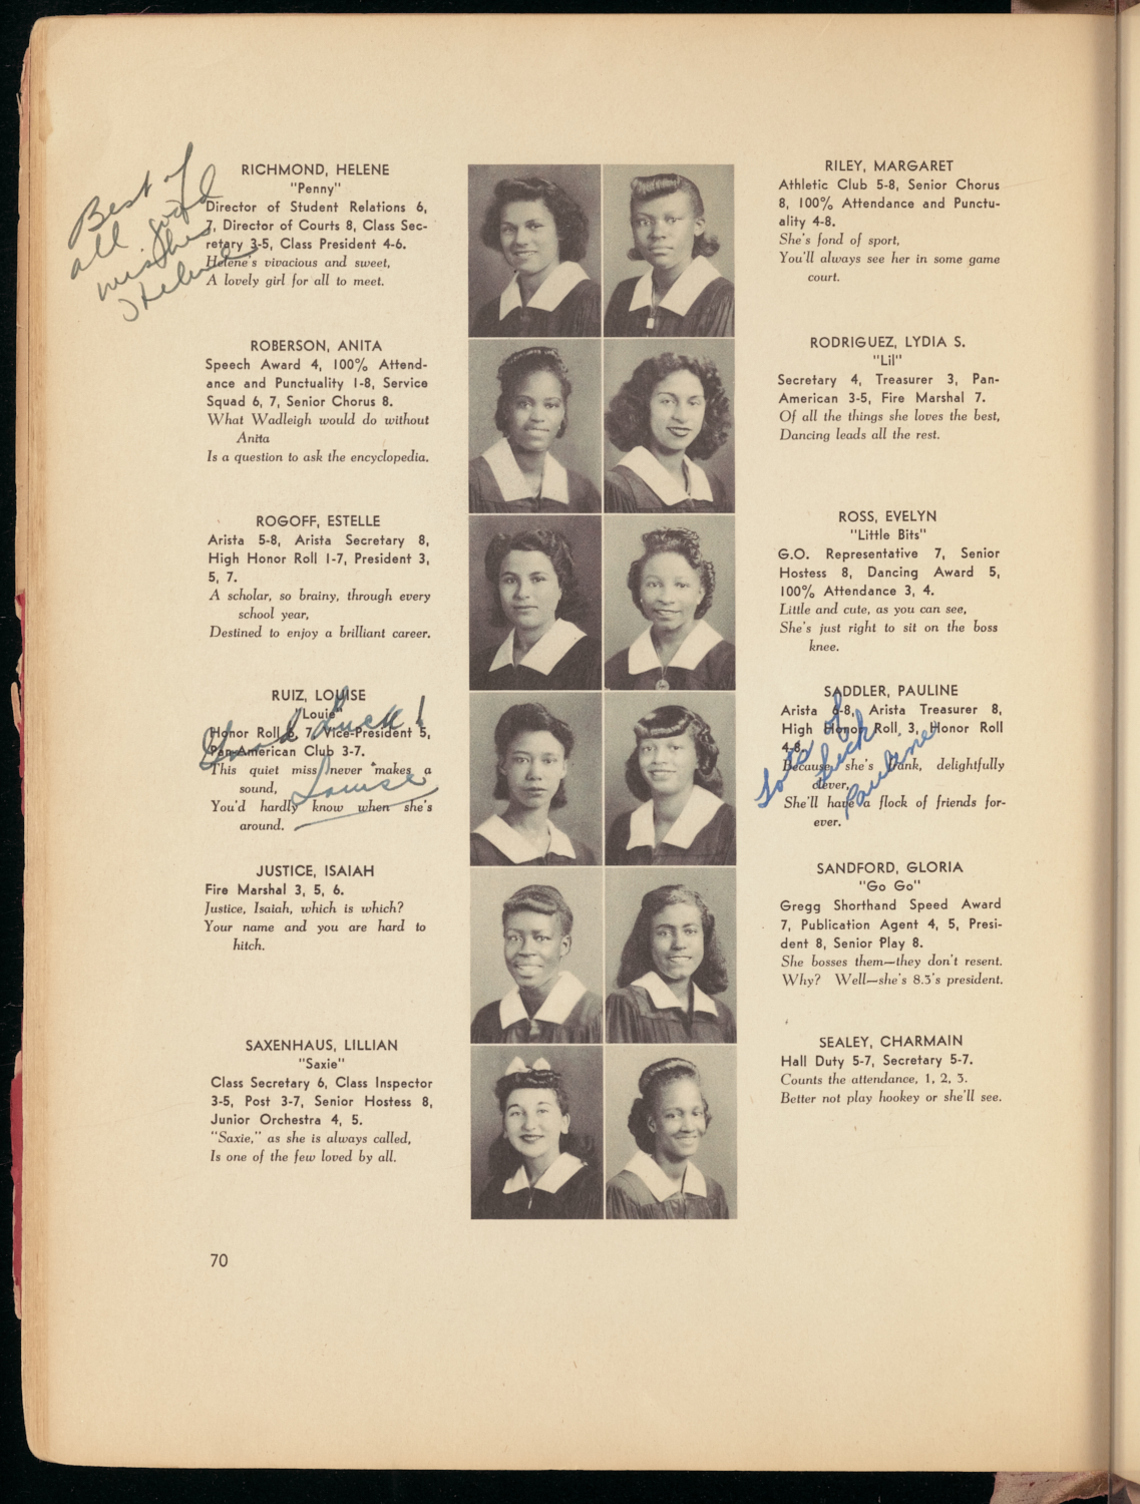 Best of
all good
wishes
Helene
RICHMOND, HELENE
"Penny"
Director of Student Relations 6,
7, Director of Courts 8, Class Sec-
retary 3-5, Class President 4-6.
Helene's vivacious and sweet,
A lovely girl for all to meet.
ROBERSON, ANITA
Speech Award 4, 100% Attend-
ance and Punctuality 1-8, Service
Squad 6, 7, Senior Chorus 8.
What Wadleigh would do without
Anita
Is a question to ask the encyclopedia.
ROGOFF, ESTELLE
Arista 5-8, Arista Secretary 8,
High Honor Roll 1-7, President 3,
5, 7.
A scholar, so brainy, through every
school year,
Destined to enjoy a brilliant career.
RUIZ, LOUISE
"Louie"
Honor Roll 6, 7, Vice-President 5,
Pan-American Club 3-7.
This quiet miss never makes a
sound,
You'd hardly know when she's
around.
Good Luck!
Louise
JUSTICE, ISAIAH
Fire Marshal 3, 5, 6.
Justice, Isaiah, which is which?
Your name and you are hard to
hitch.
SAXENHAUS, LILLIAN
"Saxie"
Class Secretary 6, Class Inspector
3-5, Post 3-7, Senior Hostess 8,
Junior Orchestra 4, 5.
"Saxie," as she is always called,
Is one of the few loved by all.
70
RILEY, MARGARET
Athletic Club 5-8, Senior Chorus
8, 100% Attendance and Punctu-
ality 4-8.
She's fond of sport,
You'll always see her in some game
court.
RODRIGUEZ, LYDIA S.
"Lil"
Secretary 4, Treasurer 3, Pan-
American 3-5, Fire Marshal 7.
Of all the things she loves the best,
Dancing leads all the rest.
ROSS, EVELYN
"Little Bits"
G.O. Representative 7, Senior
Hostess 8, Dancing Award 5,
100% Attendance 3, 4.
Little and cute, as you can see,
She's just right to sit on the boss
knee.
SADDLER, PAULINE
Arista 6-8, Arista Treasurer 8,
High Honor Roll, 3, Honor Roll
4-8.
Because she's frank, delightfully
clever,
She'll have a flock of friends for-
ever.
Lots of
Luck
Pauline
SANDFORD, GLORIA
"Go Go"
Gregg Shorthand Speed Award
7, Publication Agent 4, 5, Presi-
dent 8, Senior Play 8.
She bosses them—they don't resent.
Why? Well—she's 8.3's president.
SEALEY, CHARMAIN
Hall Duty 5-7, Secretary 5-7.
Counts the attendance, 1, 2, 3.
Better not play hookey or she'll see.